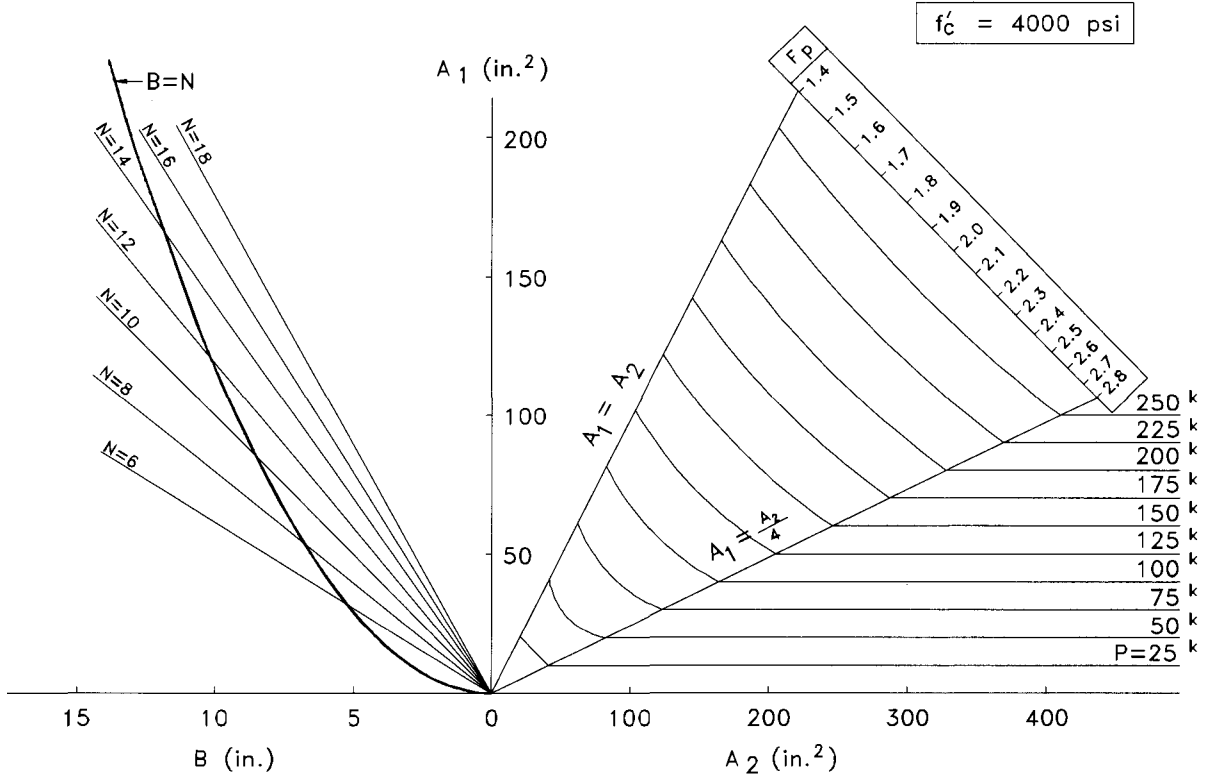 f'c = 4000 psi
A1 (in.²)
B=N
N=14
N=16
N=18
N=12
N=10
N=8
N=6
200
150
100
50
Fp
1.4
1.5
1.6
1.7
1.8
1.9
2.0
2.1
2.2
2.3
2.4
2.5
2.6
2.7
2.8
A1 = A2
A1 = A2/4
250 k
225 k
200 k
175 k
150 k
125 k
100 k
75 k
50 k
P=25 k
15
10
5
0
100
200
300
400
B (in.)
A2 (in.²)